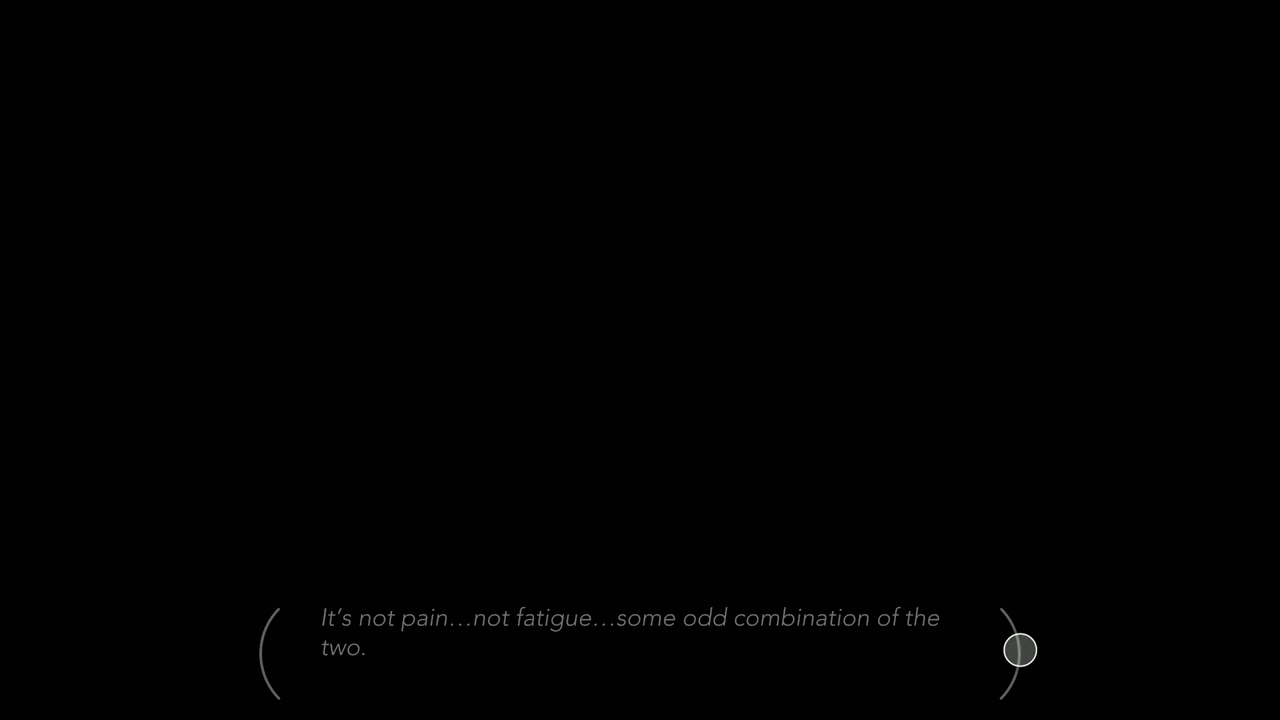 It’s not pain…not fatigue…some odd combination of the
two.